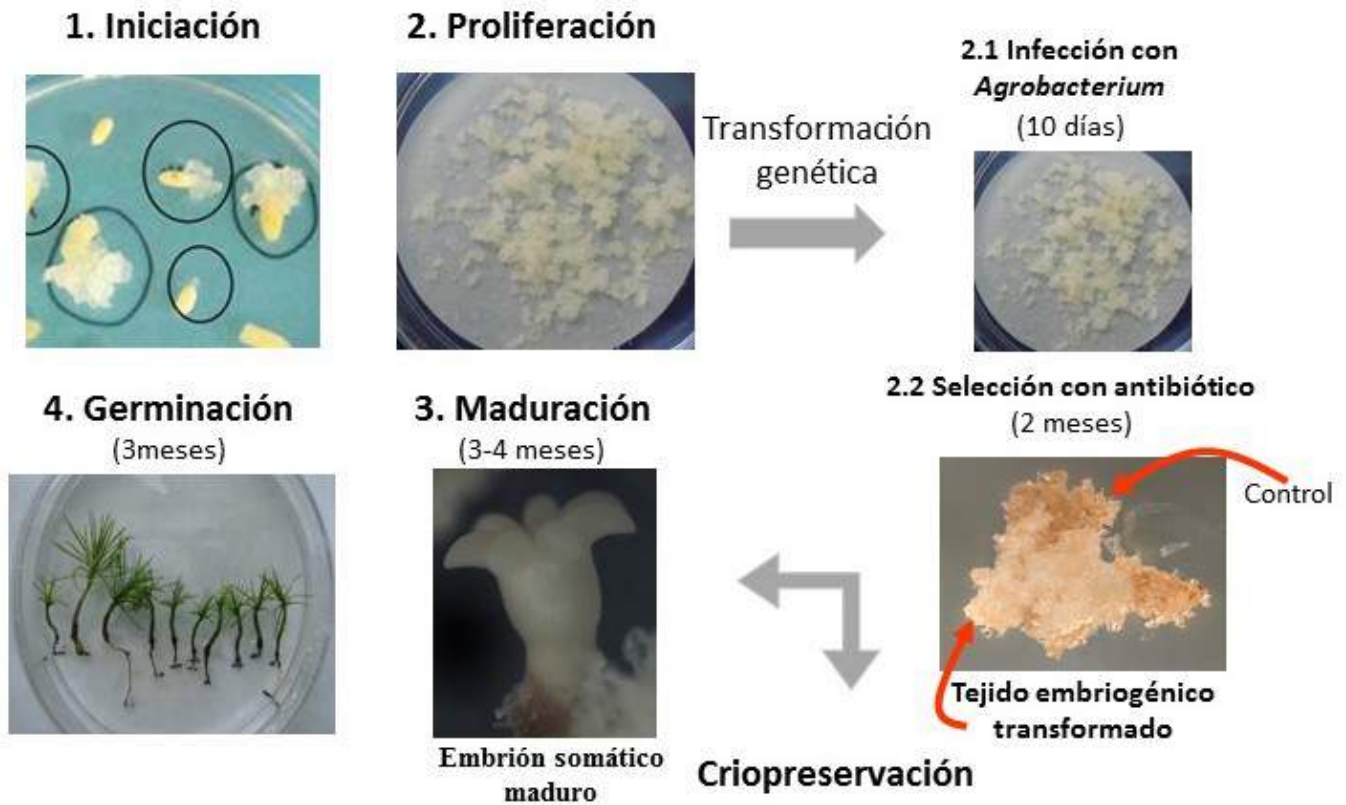 1. Iniciación
2. Proliferación
2.1 Infección con
Agrobacterium
(10 días)
Transformación
genética
2.2 Selección con antibiótico
(2 meses)
Control
Tejido embriogénico
transformado
3. Maduración
(3-4 meses)
Embrión somático
maduro
Criopreservación
4. Germinación
(3meses)